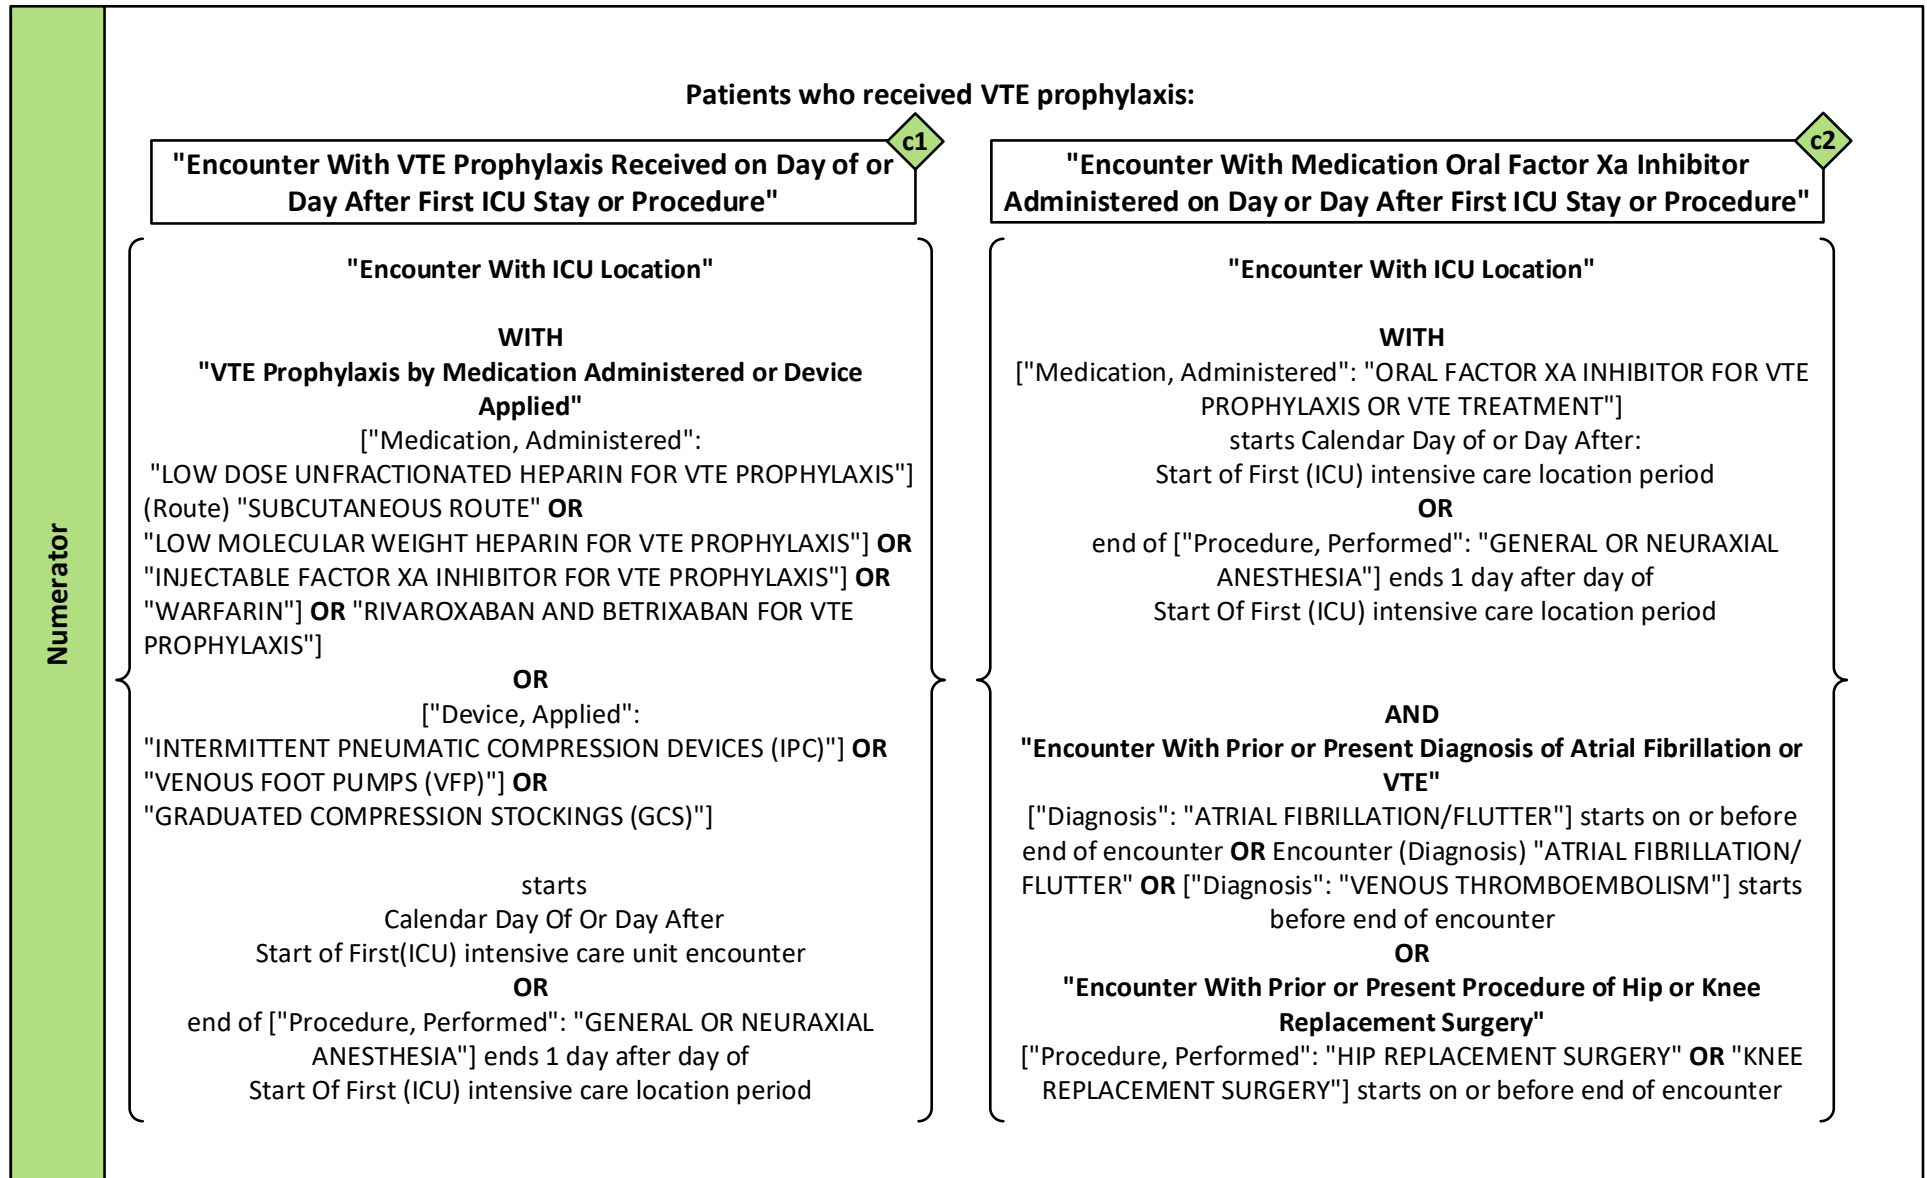 Numerator
Patients who received VTE prophylaxis:
c1
"Encounter With VTE Prophylaxis Received on Day of or
Day After First ICU Stay or Procedure"
"Encounter With ICU Location"
WITH
"VTE Prophylaxis by Medication Administered or Device
Applied"
["Medication, Administered":
"LOW DOSE UNFRACTIONATED HEPARIN FOR VTE PROPHYLAXIS"]
(Route) "SUBCUTANEOUS ROUTE" OR
"LOW MOLECULAR WEIGHT HEPARIN FOR VTE PROPHYLAXIS"] OR
"INJECTABLE FACTOR XA INHIBITOR FOR VTE PROPHYLAXIS"] OR
"WARFARIN"] OR "RIVAROXABAN AND BETRIXABAN FOR VTE
PROPHYLAXIS"]
OR
["Device, Applied":
"INTERMITTENT PNEUMATIC COMPRESSION DEVICES (IPC)"] OR
"VENOUS FOOT PUMPS (VFP)"] OR
"GRADUATED COMPRESSION STOCKINGS (GCS)"]
starts
Calendar Day Of Or Day After
Start of First(ICU) intensive care unit encounter
OR
end of ["Procedure, Performed": "GENERAL OR NEURAXIAL
ANESTHESIA"] ends 1 day after day of
Start Of First (ICU) intensive care location period
c2
"Encounter With Medication Oral Factor Xa Inhibitor
Administered on Day or Day After First ICU Stay or Procedure"
"Encounter With ICU Location"
WITH
["Medication, Administered": "ORAL FACTOR XA INHIBITOR FOR VTE
PROPHYLAXIS OR VTE TREATMENT"]
starts Calendar Day of or Day After:
Start of First (ICU) intensive care location period
OR
end of ["Procedure, Performed": "GENERAL OR NEURAXIAL
ANESTHESIA"] ends 1 day after day of
Start Of First (ICU) intensive care location period
AND
"Encounter With Prior or Present Diagnosis of Atrial Fibrillation or
VTE"
["Diagnosis": "ATRIAL FIBRILLATION/FLUTTER"] starts on or before
end of encounter OR Encounter (Diagnosis) "ATRIAL FIBRILLATION/
FLUTTER" OR ["Diagnosis": "VENOUS THROMBOEMBOLISM"] starts
before end of encounter
OR
"Encounter With Prior or Present Procedure of Hip or Knee
Replacement Surgery"
["Procedure, Performed": "HIP REPLACEMENT SURGERY" OR "KNEE
REPLACEMENT SURGERY"] starts on or before end of encounter